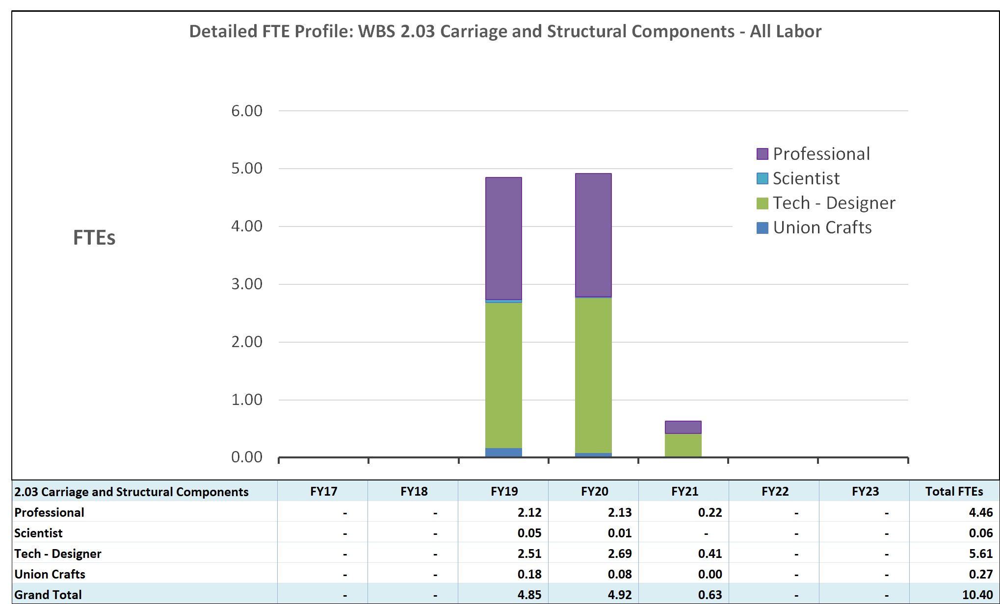 Detailed FTE Profile: WBS 2.03 Carriage and Structural Components - All Labor
6.00
5.00
4.00
3.00
2.00
1.00
0.00
FTEs
Professional
Scientist
Tech - Designer
Union Crafts
2.03 Carriage and Structural Components FY17 FY18 FY19 FY20 FY21 FY22 FY23 Total FTEs
Professional - - 2.12 2.13 0.22 - - 4.46
Scientist - - 0.05 0.01 - - - 0.06
Tech - Designer - - 2.51 2.69 0.41 - - 5.61
Union Crafts - - 0.18 0.08 0.00 - - 0.27
Grand Total - - 4.85 4.92 0.63 - - 10.40